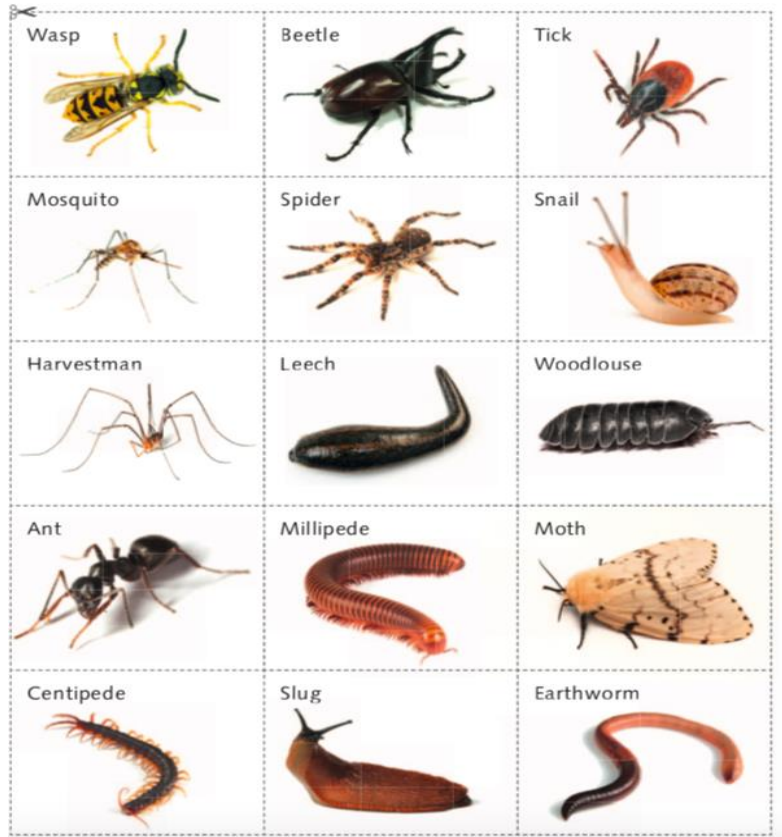 Wasp
Beetle
Tick
Mosquito
Spider
Snail
Harvestman
Leech
Woodlouse
Ant
Millipede
Moth
Centipede
Slug
Earthworm